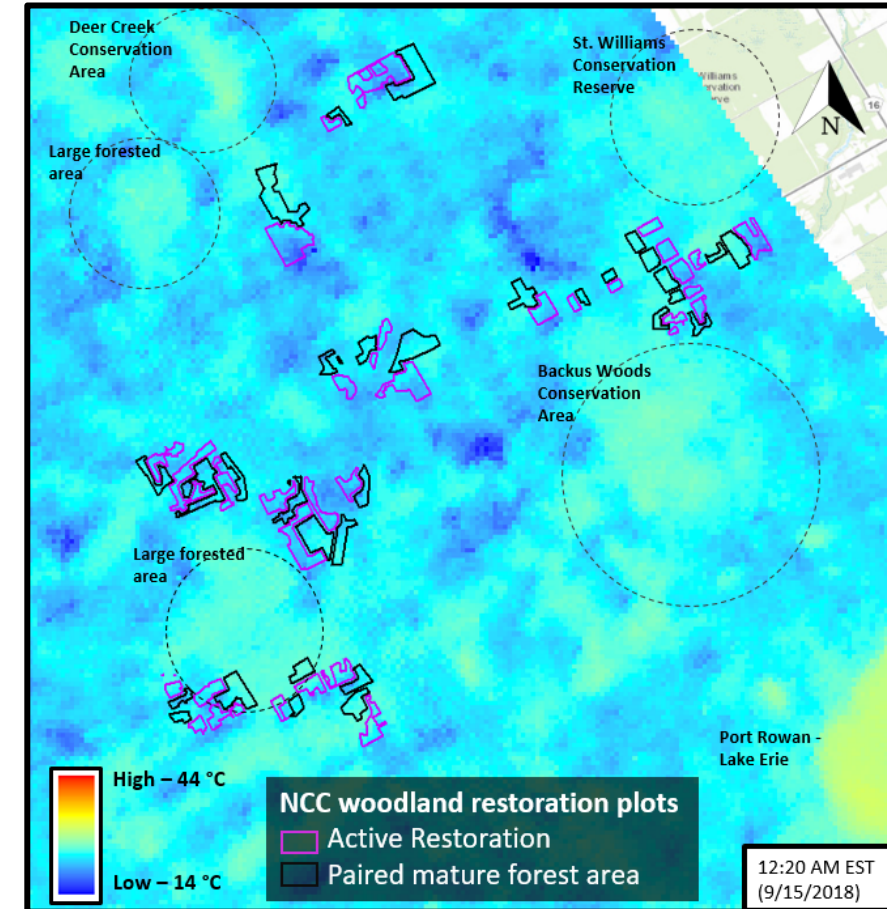 Deer Creek
Conservation
Area
St. Williams
Conservation
Reserve
Williams
16
N
Large forested
area
Backus Woods
Conservation
Area
Large forested
area
Port Rowan -
Lake Erie
High – 44 °C
Low – 14 °C
NCC woodland restoration plots
Active Restoration
Paired mature forest area
12:20 AM EST
(9/15/2018)